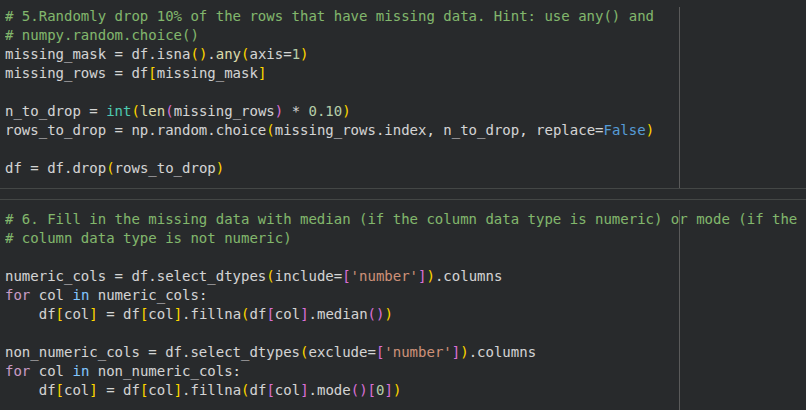 # 5.Randomly drop 10% of the rows that have missing data. Hint: use any() and
# numpy.random.choice()
missing_mask = df.isna().any(axis=1)
missing_rows = df[missing_mask]
n_to_drop = int(len(missing_rows) * 0.10)
rows_to_drop = np.random.choice(missing_rows.index, n_to_drop, replace=False)
df = df.drop(rows_to_drop)
# 6. Fill in the missing data with median (if the column data type is numeric) or mode (if the
# column data type is not numeric)
numeric_cols = df.select_dtypes(include=['number']).columns
for col in numeric_cols:
    df[col] = df[col].fillna(df[col].median())
non_numeric_cols = df.select_dtypes(exclude=['number']).columns
for col in non_numeric_cols:
    df[col] = df[col].fillna(df[col].mode()[0])